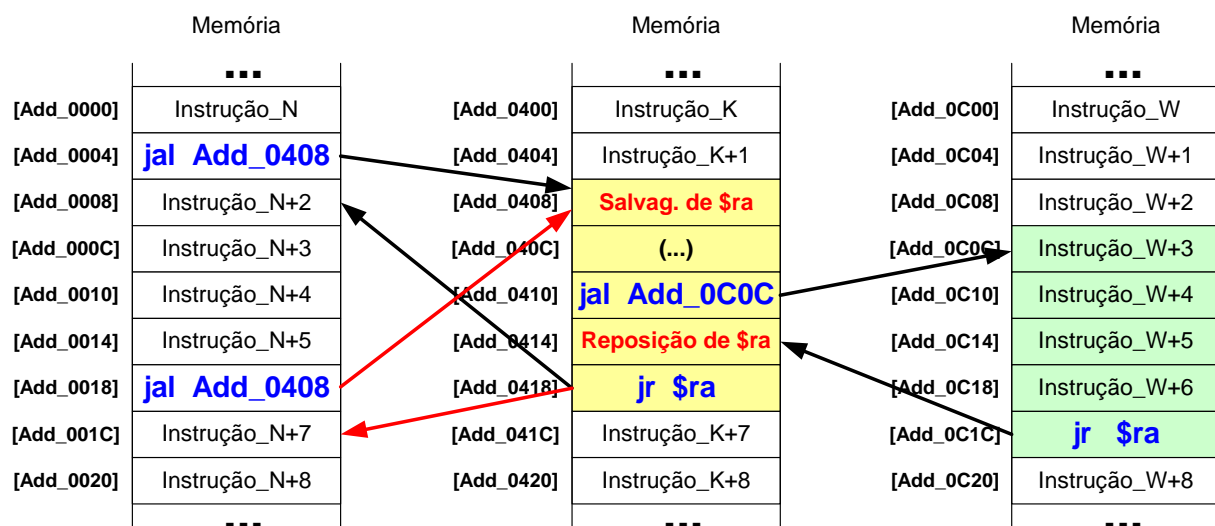 Memória
...
[Add_0000] Instrução_N
[Add_0004] jal Add_0408
[Add_0008] Instrução_N+2
[Add_000C] Instrução_N+3
[Add_0010] Instrução_N+4
[Add_0014] Instrução_N+5
[Add_0018] jal Add_0408
[Add_001C] Instrução_N+7
[Add_0020] Instrução_N+8
...
Memória
...
[Add_0400] Instrução_K
[Add_0404] Instrução_K+1
[Add_0408] Salvag. de $ra
[Add_040C] (...)
[Add_0410] jal Add_0C0C
[Add_0414] Reposição de $ra
[Add_0418] jr $ra
[Add_041C] Instrução_K+7
[Add_0420] Instrução_K+8
...
Memória
...
[Add_0C00] Instrução_W
[Add_0C04] Instrução_W+1
[Add_0C08] Instrução_W+2
[Add_0C0C] Instrução_W+3
[Add_0C10] Instrução_W+4
[Add_0C14] Instrução_W+5
[Add_0C18] Instrução_W+6
[Add_0C1C] jr $ra
[Add_0C20] Instrução_W+8
...